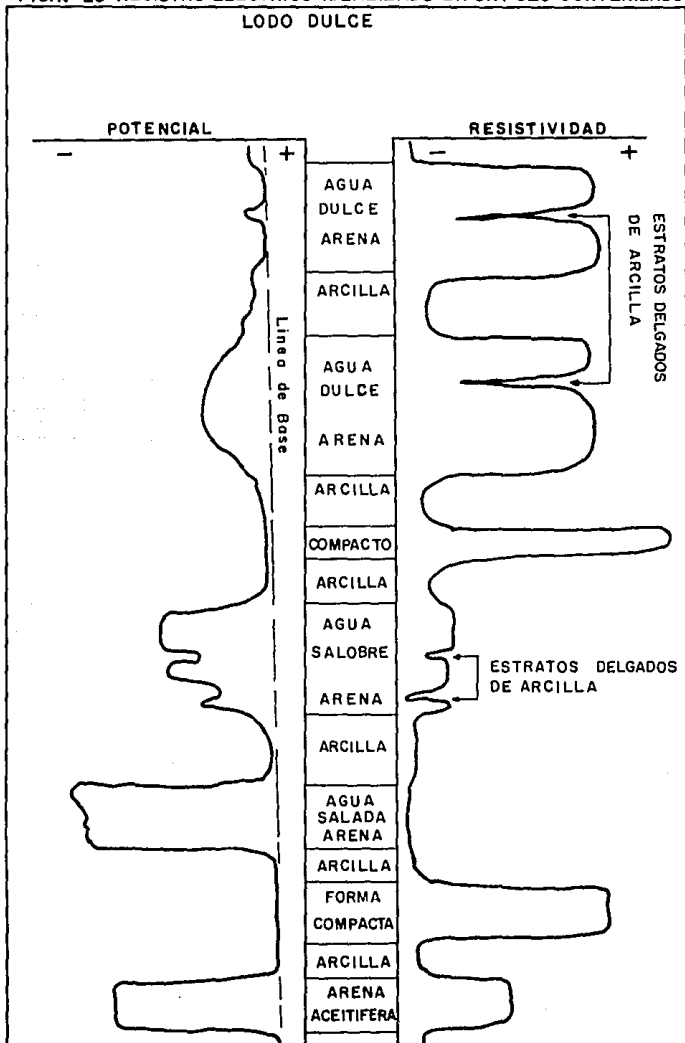 LODO DULCE
POTENCIAL
RESISTIVIDAD
-
+
-
+
AGUA
DULCE
ARENA
ARCILLA
AGUA
DULCE
ARENA
ARCILLA
COMPACTO
ARCILLA
AGUA
SALOBRE
ARENA
ARCILLA
AGUA
SALADA
ARENA
ARCILLA
FORMA
COMPACTA
ARCILLA
ARENA
ACEITIFERA
Linea de Base
ESTRATOS DELGADOS
DE ARCILLA
ESTRATOS DELGADOS
DE ARCILLA